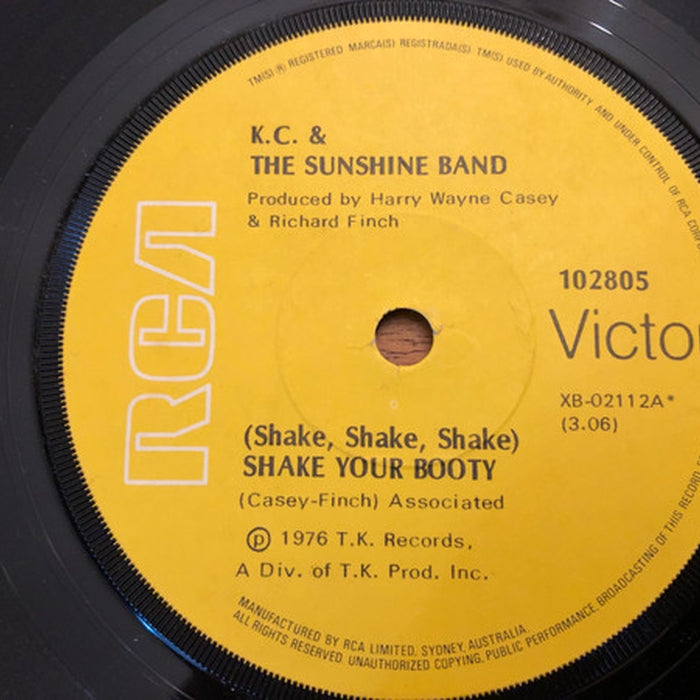 TM(S) ® REGISTERED MARCA(S) REGISTRADA(S) TM(S) USED BY AUTHORITY AND UNDER CONTROL OF RCA CORPO
K.C. &
THE SUNSHINE BAND
Produced by Harry Wayne Casey
& Richard Finch
RCA
102805
Victo
XB-02112A*
(3.06)
(Shake, Shake, Shake)
SHAKE YOUR BOOTY
(Casey-Finch) Associated
℗ 1976 T.K. Records,
A Div. of T.K. Prod. Inc.
MANUFACTURED BY RCA LIMITED, SYDNEY, AUSTRALIA.
ALL RIGHTS RESERVED. UNAUTHORIZED COPYING, PUBLIC PERFORMANCE, BROADCASTING OF THIS RECORD